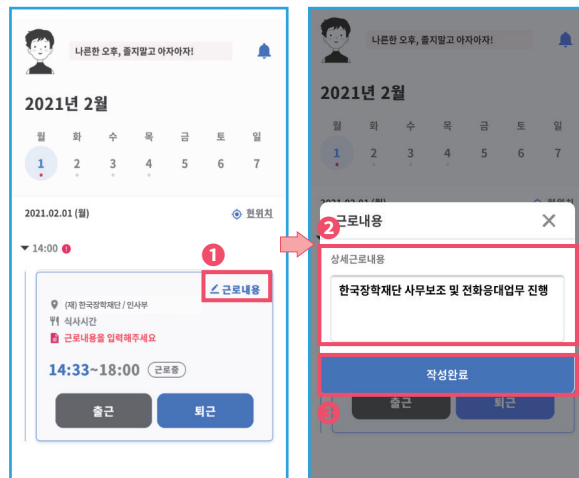 나른한 오후, 졸지말고 아자아자!
2021년 2월
월 화 수 목 금 토 일
1 2 3 4 5 6 7
2021.02.01 (월) 현위치
14:00
1
근로내용
(재) 한국장학재단 / 인사부
식사시간
근로내용을 입력해주세요
14:33~18:00 근로중
출근 퇴근
나른한 오후, 졸지말고 아자아자!
2021년 2월
월 화 수 목 금 토 일
1 2 3 4 5 6 7
2021.02.01 (월) 현위치
근로내용
2
상세근로내용
한국장학재단 사무보조 및 전화응대업무 진행
작성완료
3
출근 퇴근